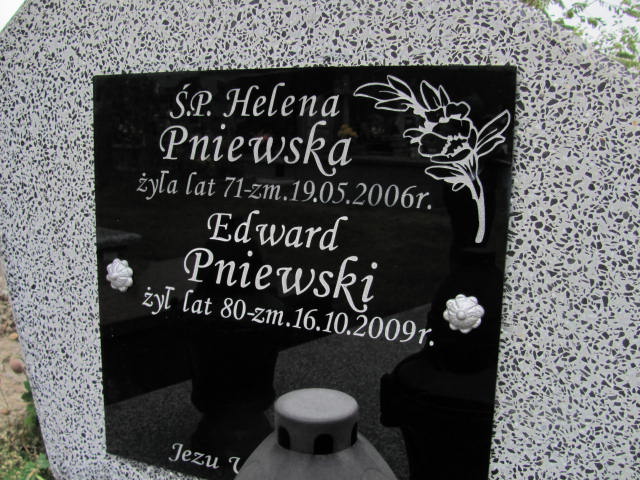 Ś.P. Helena
Pniewska
żyła lat 71-zm.19.05.2006r.
Edward
Pniewski
żył lat 80-zm.16.10.2009r.
Jezu